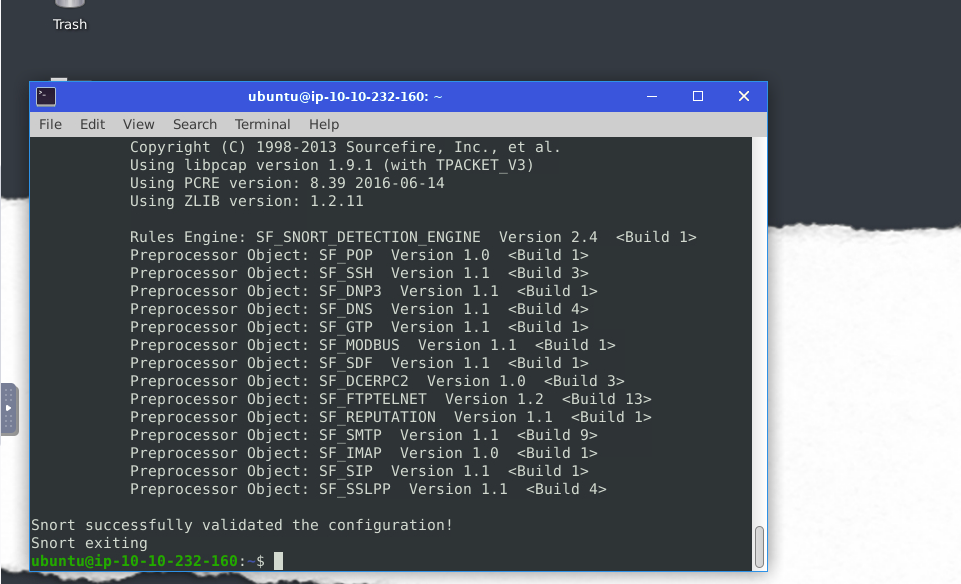 Trash
ubuntu@ip-10-10-232-160: ~
File Edit View Search Terminal Help
Copyright (C) 1998-2013 Sourcefire, Inc., et al.
Using libpcap version 1.9.1 (with TPACKET_V3)
Using PCRE version: 8.39 2016-06-14
Using ZLIB version: 1.2.11
Rules Engine: SF_SNORT_DETECTION_ENGINE Version 2.4 <Build 1>
Preprocessor Object: SF_POP Version 1.0 <Build 1>
Preprocessor Object: SF_SSH Version 1.1 <Build 3>
Preprocessor Object: SF_DNP3 Version 1.1 <Build 1>
Preprocessor Object: SF_DNS Version 1.1 <Build 4>
Preprocessor Object: SF_GTP Version 1.1 <Build 1>
Preprocessor Object: SF_MODBUS Version 1.1 <Build 1>
Preprocessor Object: SF_SDF Version 1.1 <Build 1>
Preprocessor Object: SF_DCERPC2 Version 1.0 <Build 3>
Preprocessor Object: SF_FTPTELNET Version 1.2 <Build 13>
Preprocessor Object: SF_REPUTATION Version 1.1 <Build 1>
Preprocessor Object: SF_SMTP Version 1.1 <Build 9>
Preprocessor Object: SF_IMAP Version 1.0 <Build 1>
Preprocessor Object: SF_SIP Version 1.1 <Build 1>
Preprocessor Object: SF_SSLPP Version 1.1 <Build 4>
Snort successfully validated the configuration!
Snort exiting
ubuntu@ip-10-10-232-160:~$